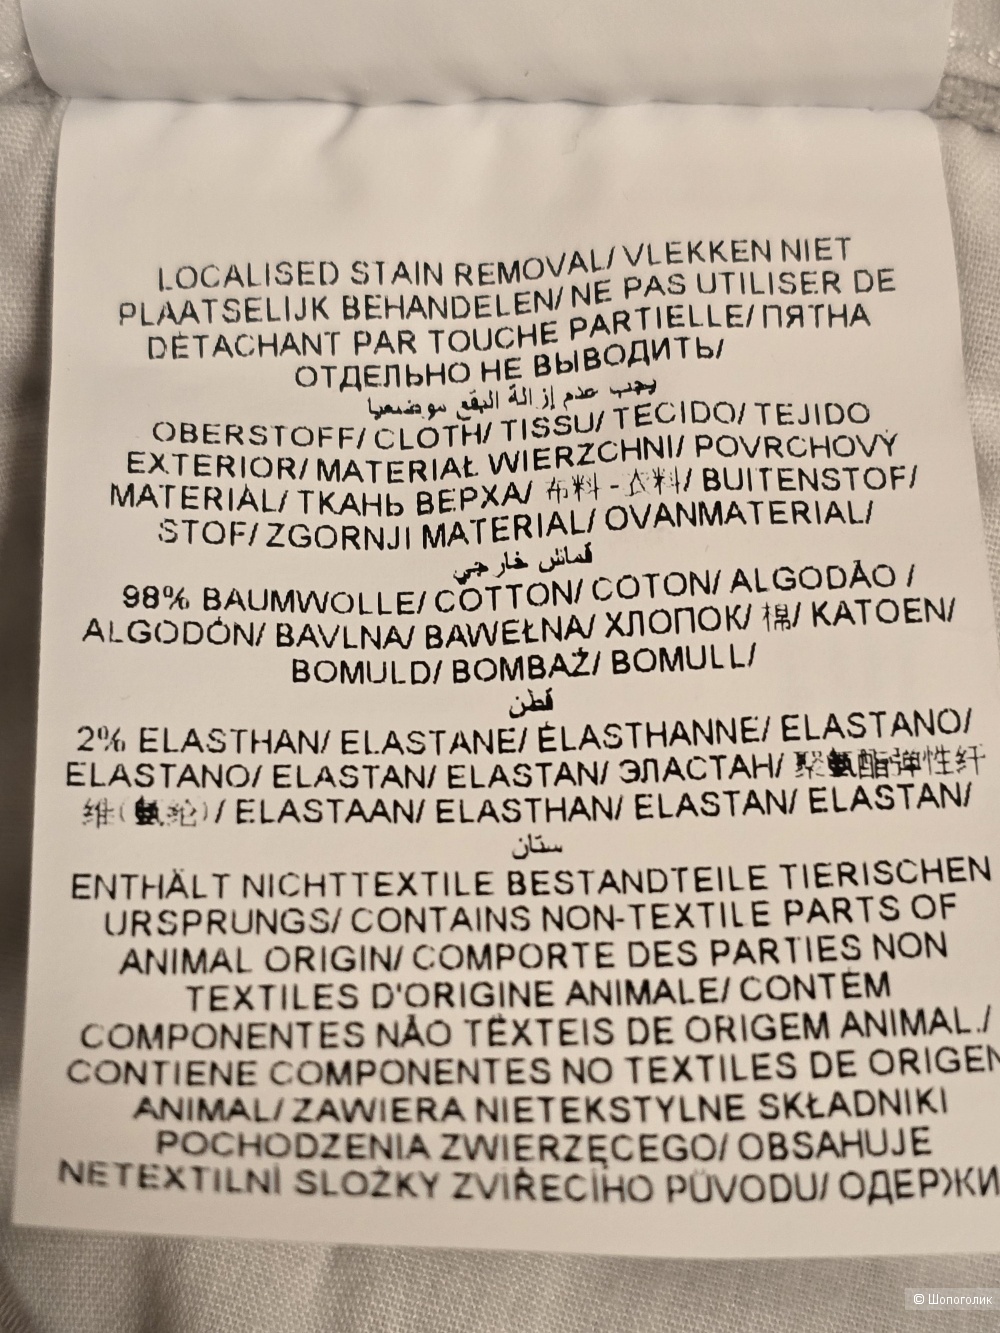 LOCALISED STAIN REMOVAL/ VLEKKEN NIET
PLAATSELIJK BEHANDELEN/ NE PAS UTILISER DE
DÉTACHANT PAR TOUCHE PARTIELLE/ ПЯТНА
ОТДЕЛЬНО НЕ ВЫВОДИТЬ/
يجب عدم إزالة البقع موضعيا
OBERSTOFF/ CLOTH/ TISSU/ TECIDO/ TEJIDO
EXTERIOR/ MATERIAŁ WIERZCHNI/ POVRCHOVÝ
MATERIÁL/ ТКАНЬ ВЕРХА/ 布料 - 衣料/ BUITENSTOF/
STOF/ ZGORNJI MATERIAL/ OVANMATERIAL/
قماش خارجي
98% BAUMWOLLE/ COTTON/ COTON/ ALGODÃO /
ALGODÓN/ BAVLNA/ BAWEŁNA/ ХЛОПОК/ 棉/ KATOEN/
BOMULD/ BOMBAŽ/ BOMULL/
قطن
2% ELASTHAN/ ELASTANE/ ÉLASTHANNE/ ELASTANO/
ELASTANO/ ELASTAN/ ELASTAN/ ЭЛАСТАН/ 聚氨酯弹性纤
维(氨纶)/ ELASTAAN/ ELASTHAN/ ELASTAN/ ELASTAN/
ستان
ENTHÄLT NICHTTEXTILE BESTANDTEILE TIERISCHEN
URSPRUNGS/ CONTAINS NON-TEXTILE PARTS OF
ANIMAL ORIGIN/ COMPORTE DES PARTIES NON
TEXTILES D'ORIGINE ANIMALE/ CONTÉM
COMPONENTES NÃO TÊXTEIS DE ORIGEM ANIMAL./
CONTIENE COMPONENTES NO TEXTILES DE ORIGEN
ANIMAL/ ZAWIERA NIETEKSTYLNE SKŁADNIKI
POCHODZENIA ZWIERZĘCEGO/ OBSAHUJE
NETEXTILNÍ SLOŽKY ZVÍŘECÍHO PŮVODU/ ОДЕРЖИ
© Шопоголик